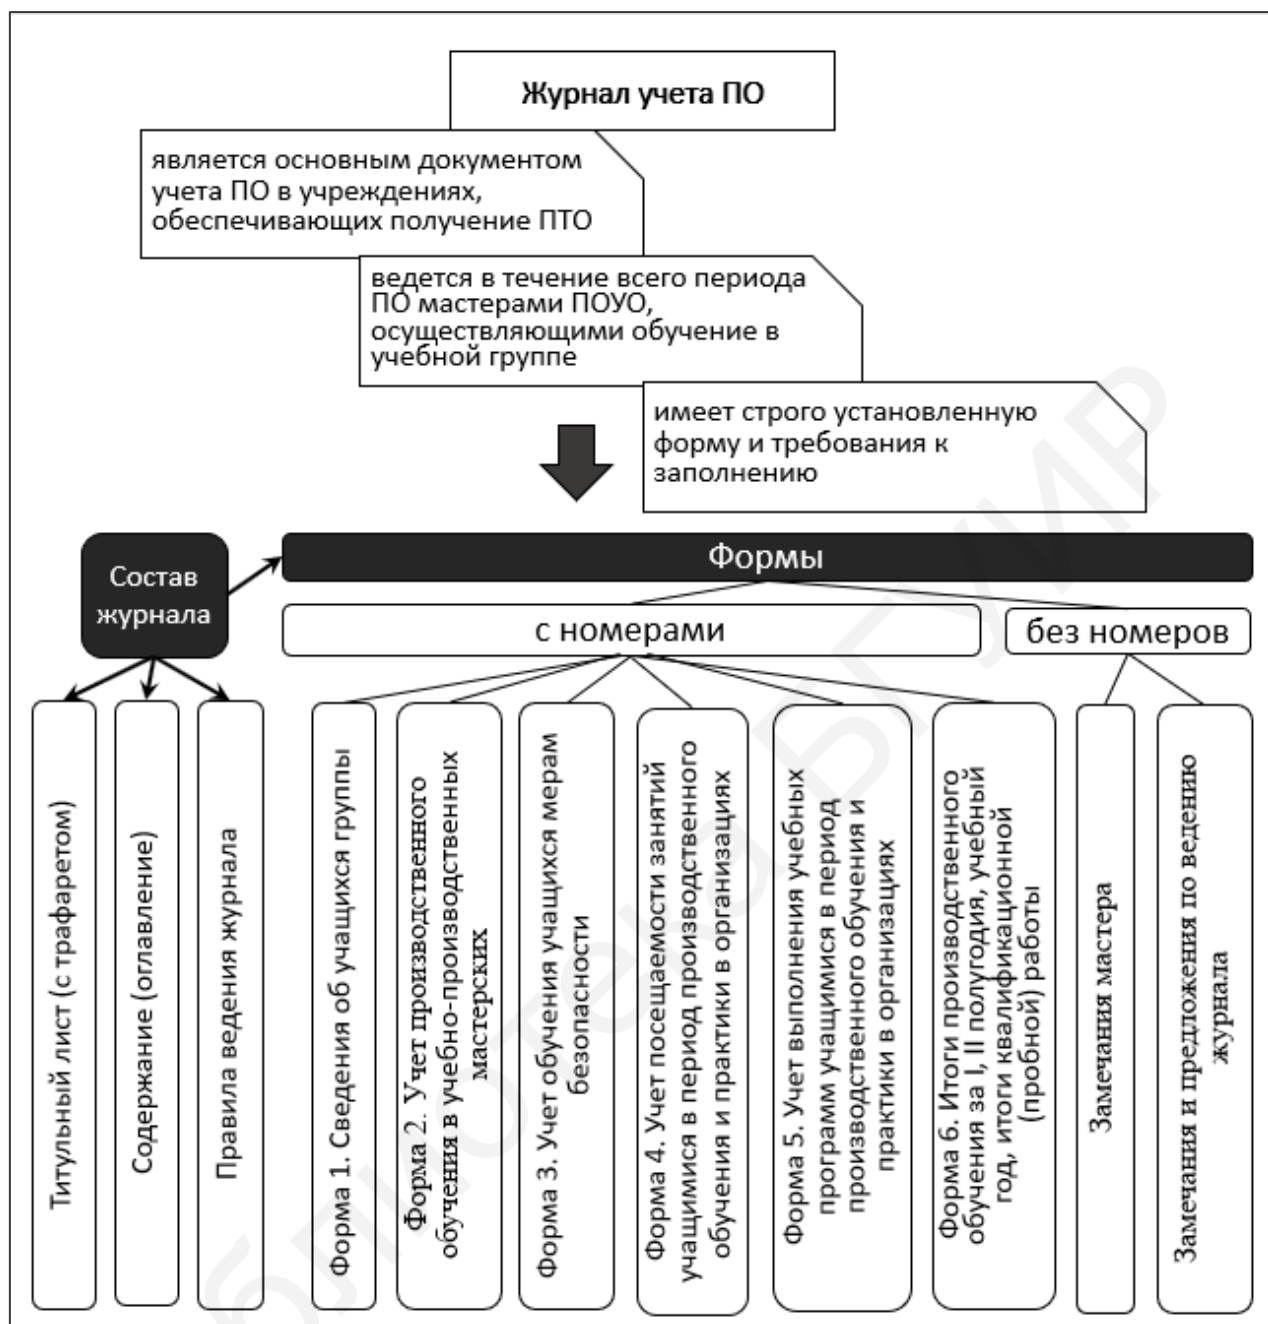 Журнал учета ПО
является основным документом
учета ПО в учреждениях,
обеспечивающих получение ПТО
ведется в течение всего периода
ПО мастерами ПОУО,
осуществляющими обучение в
учебной группе
имеет строго установленную
форму и требования к
заполнению
Состав
журнала
Формы
с номерами
без номеров
Титульный лист (с трафаретом)
Содержание (оглавление)
Правила ведения журнала
Форма 1. Сведения об учащихся группы
Форма 2. Учет производственного
обучения в учебно-производственных
мастерских
Форма 3. Учет обучения учащихся мерам
безопасности
Форма 4. Учет посещаемости занятий
учащимися в период производственного
обучения и практики в организациях
Форма 5. Учет выполнения учебных
программ учащимися в период
производственного обучения и
практики в организациях
Форма 6. Итоги производственного
обучения за I, II полугодия, учебный
год, итоги квалификационной
(пробной) работы
Замечания мастера
Замечания и предложения по ведению
журнала
блиотека БГУИР